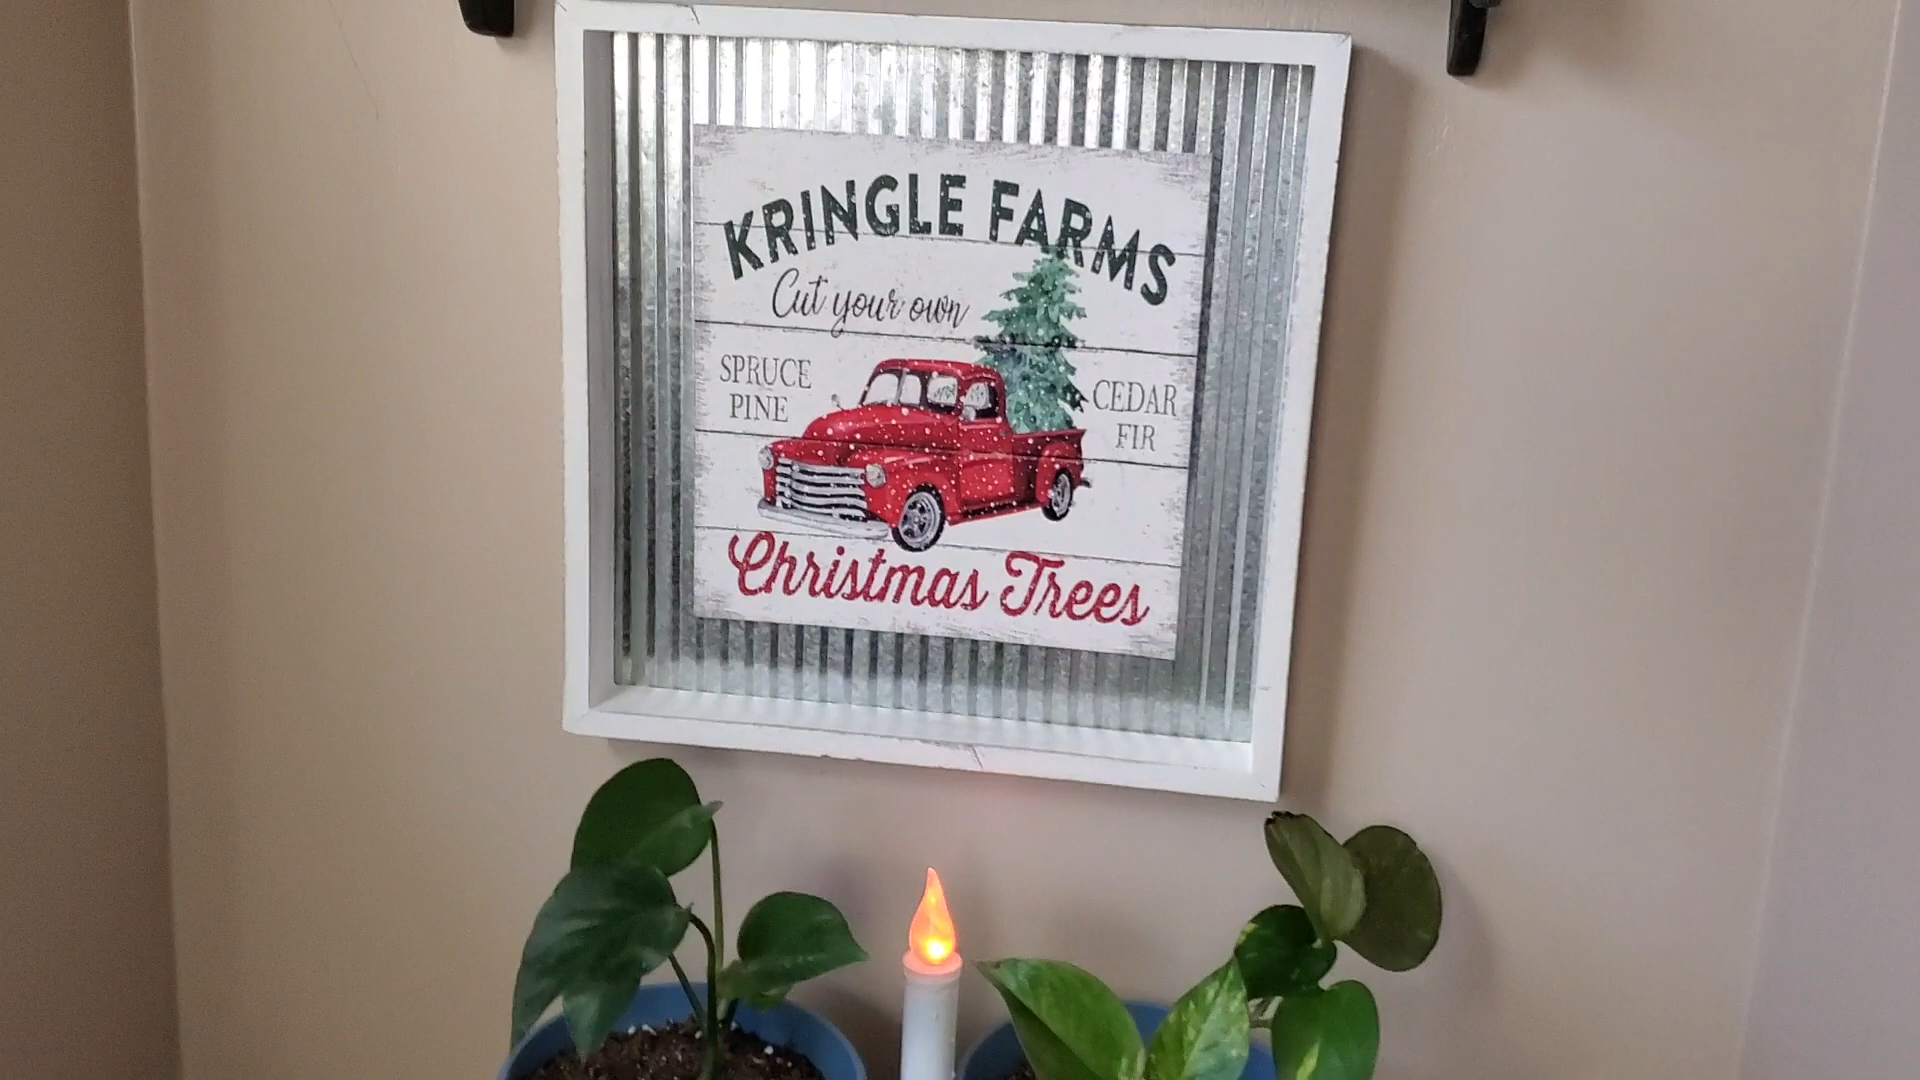 KRINGLE FARMS
Cut your own
SPRUCE
PINE
CEDAR
FIR
Christmas Trees